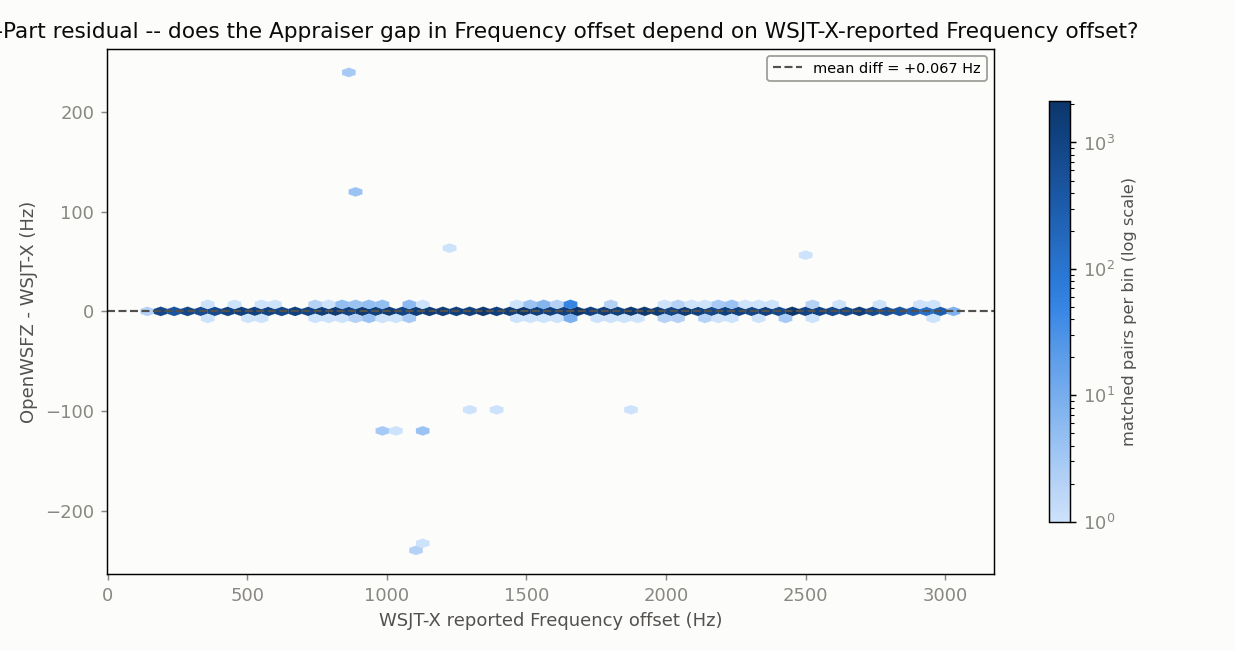 -Part residual -- does the Appraiser gap in Frequency offset depend on WSJT-X-reported Frequency offset?
mean diff = +0.067 Hz
200
100
0
−100
−200
OpenWSFZ - WSJT-X (Hz)
0 500 1000 1500 2000 2500 3000
WSJT-X reported Frequency offset (Hz)
10³
10²
10¹
10⁰
matched pairs per bin (log scale)